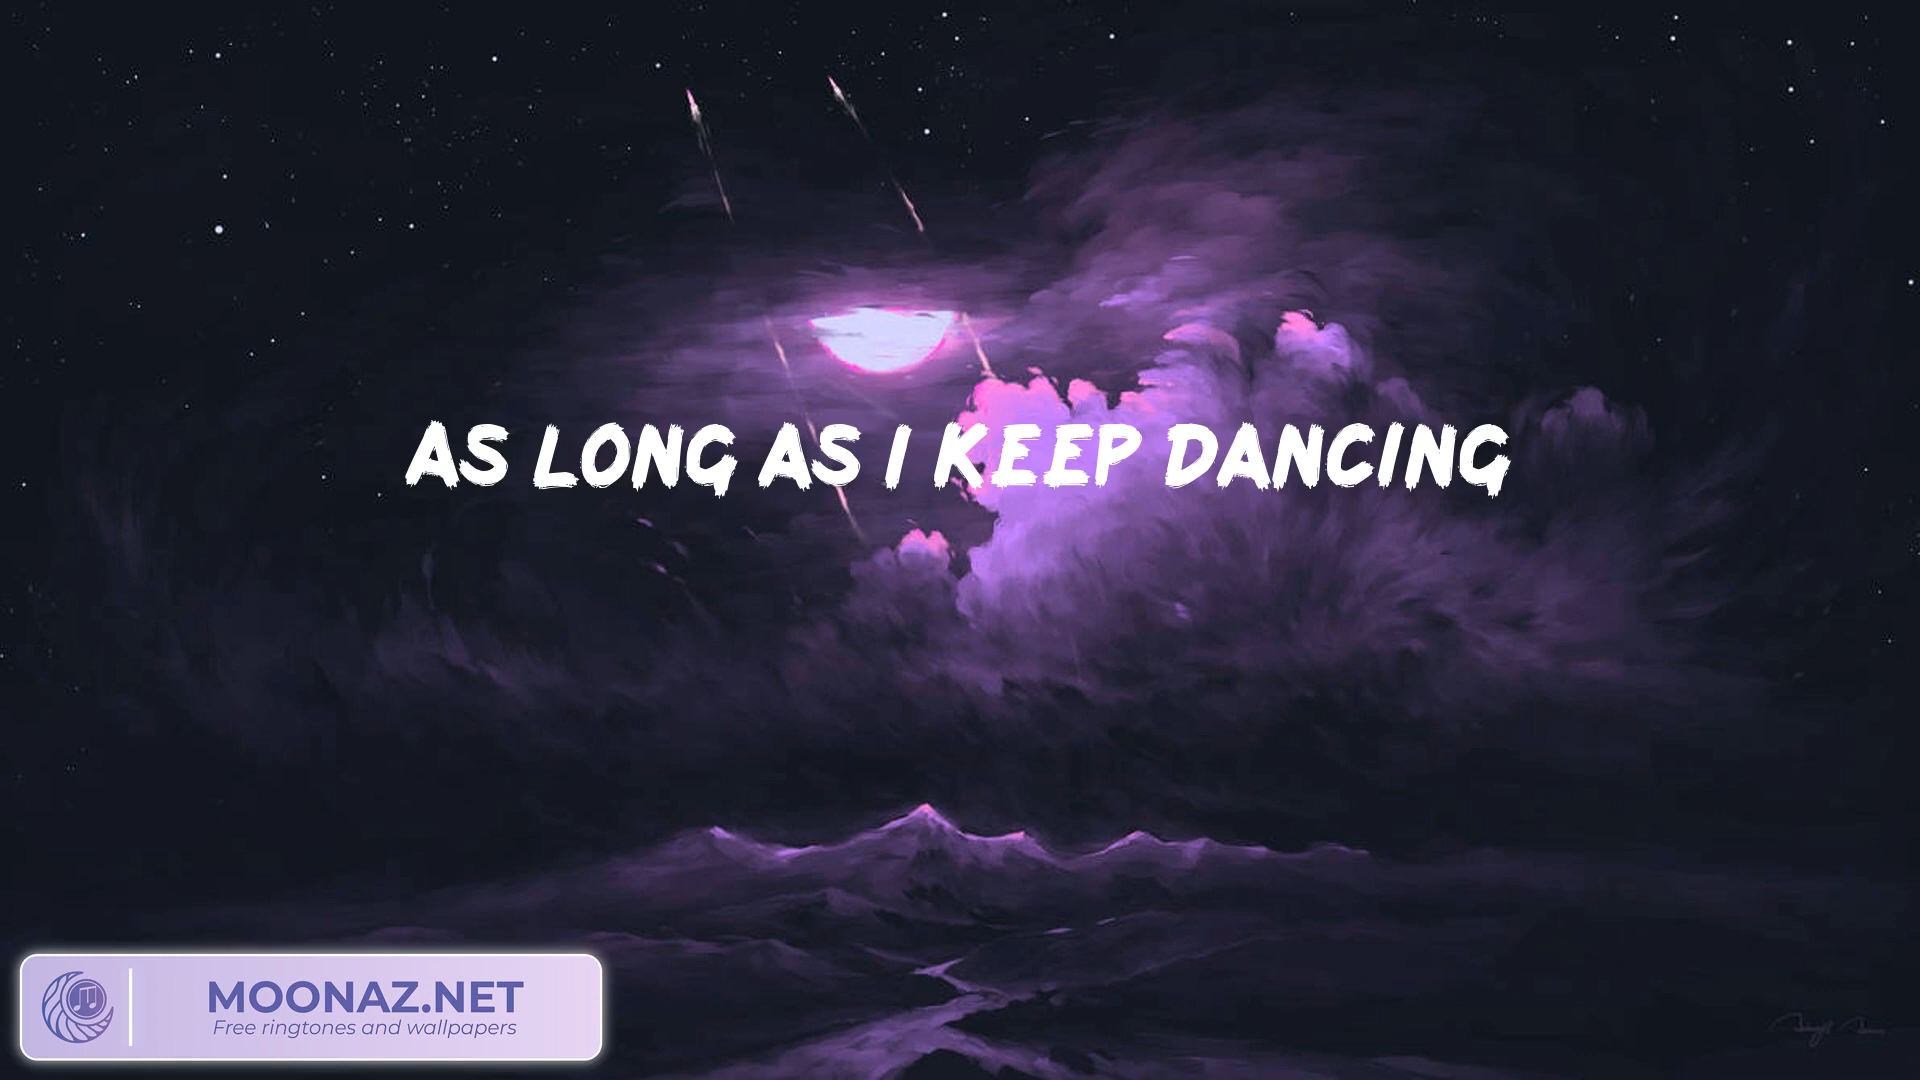 AS LONG AS I KEEP DANCING
MOONAZ.NET
Free ringtones and wallpapers